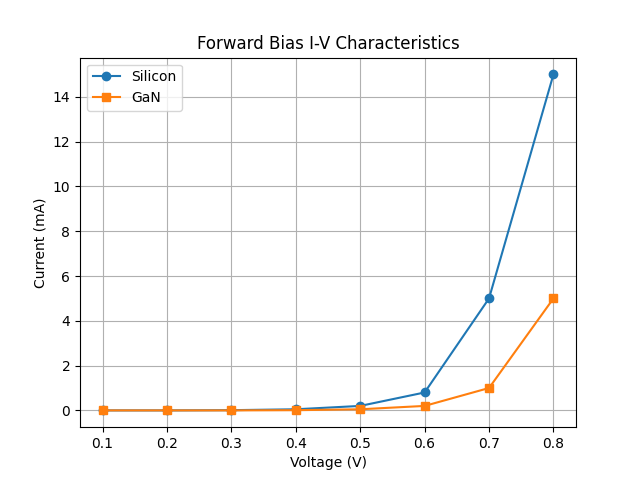 Forward Bias I-V Characteristics
Silicon
GaN
Current (mA)
14
12
10
8
6
4
2
0
0.1 0.2 0.3 0.4 0.5 0.6 0.7 0.8
Voltage (V)